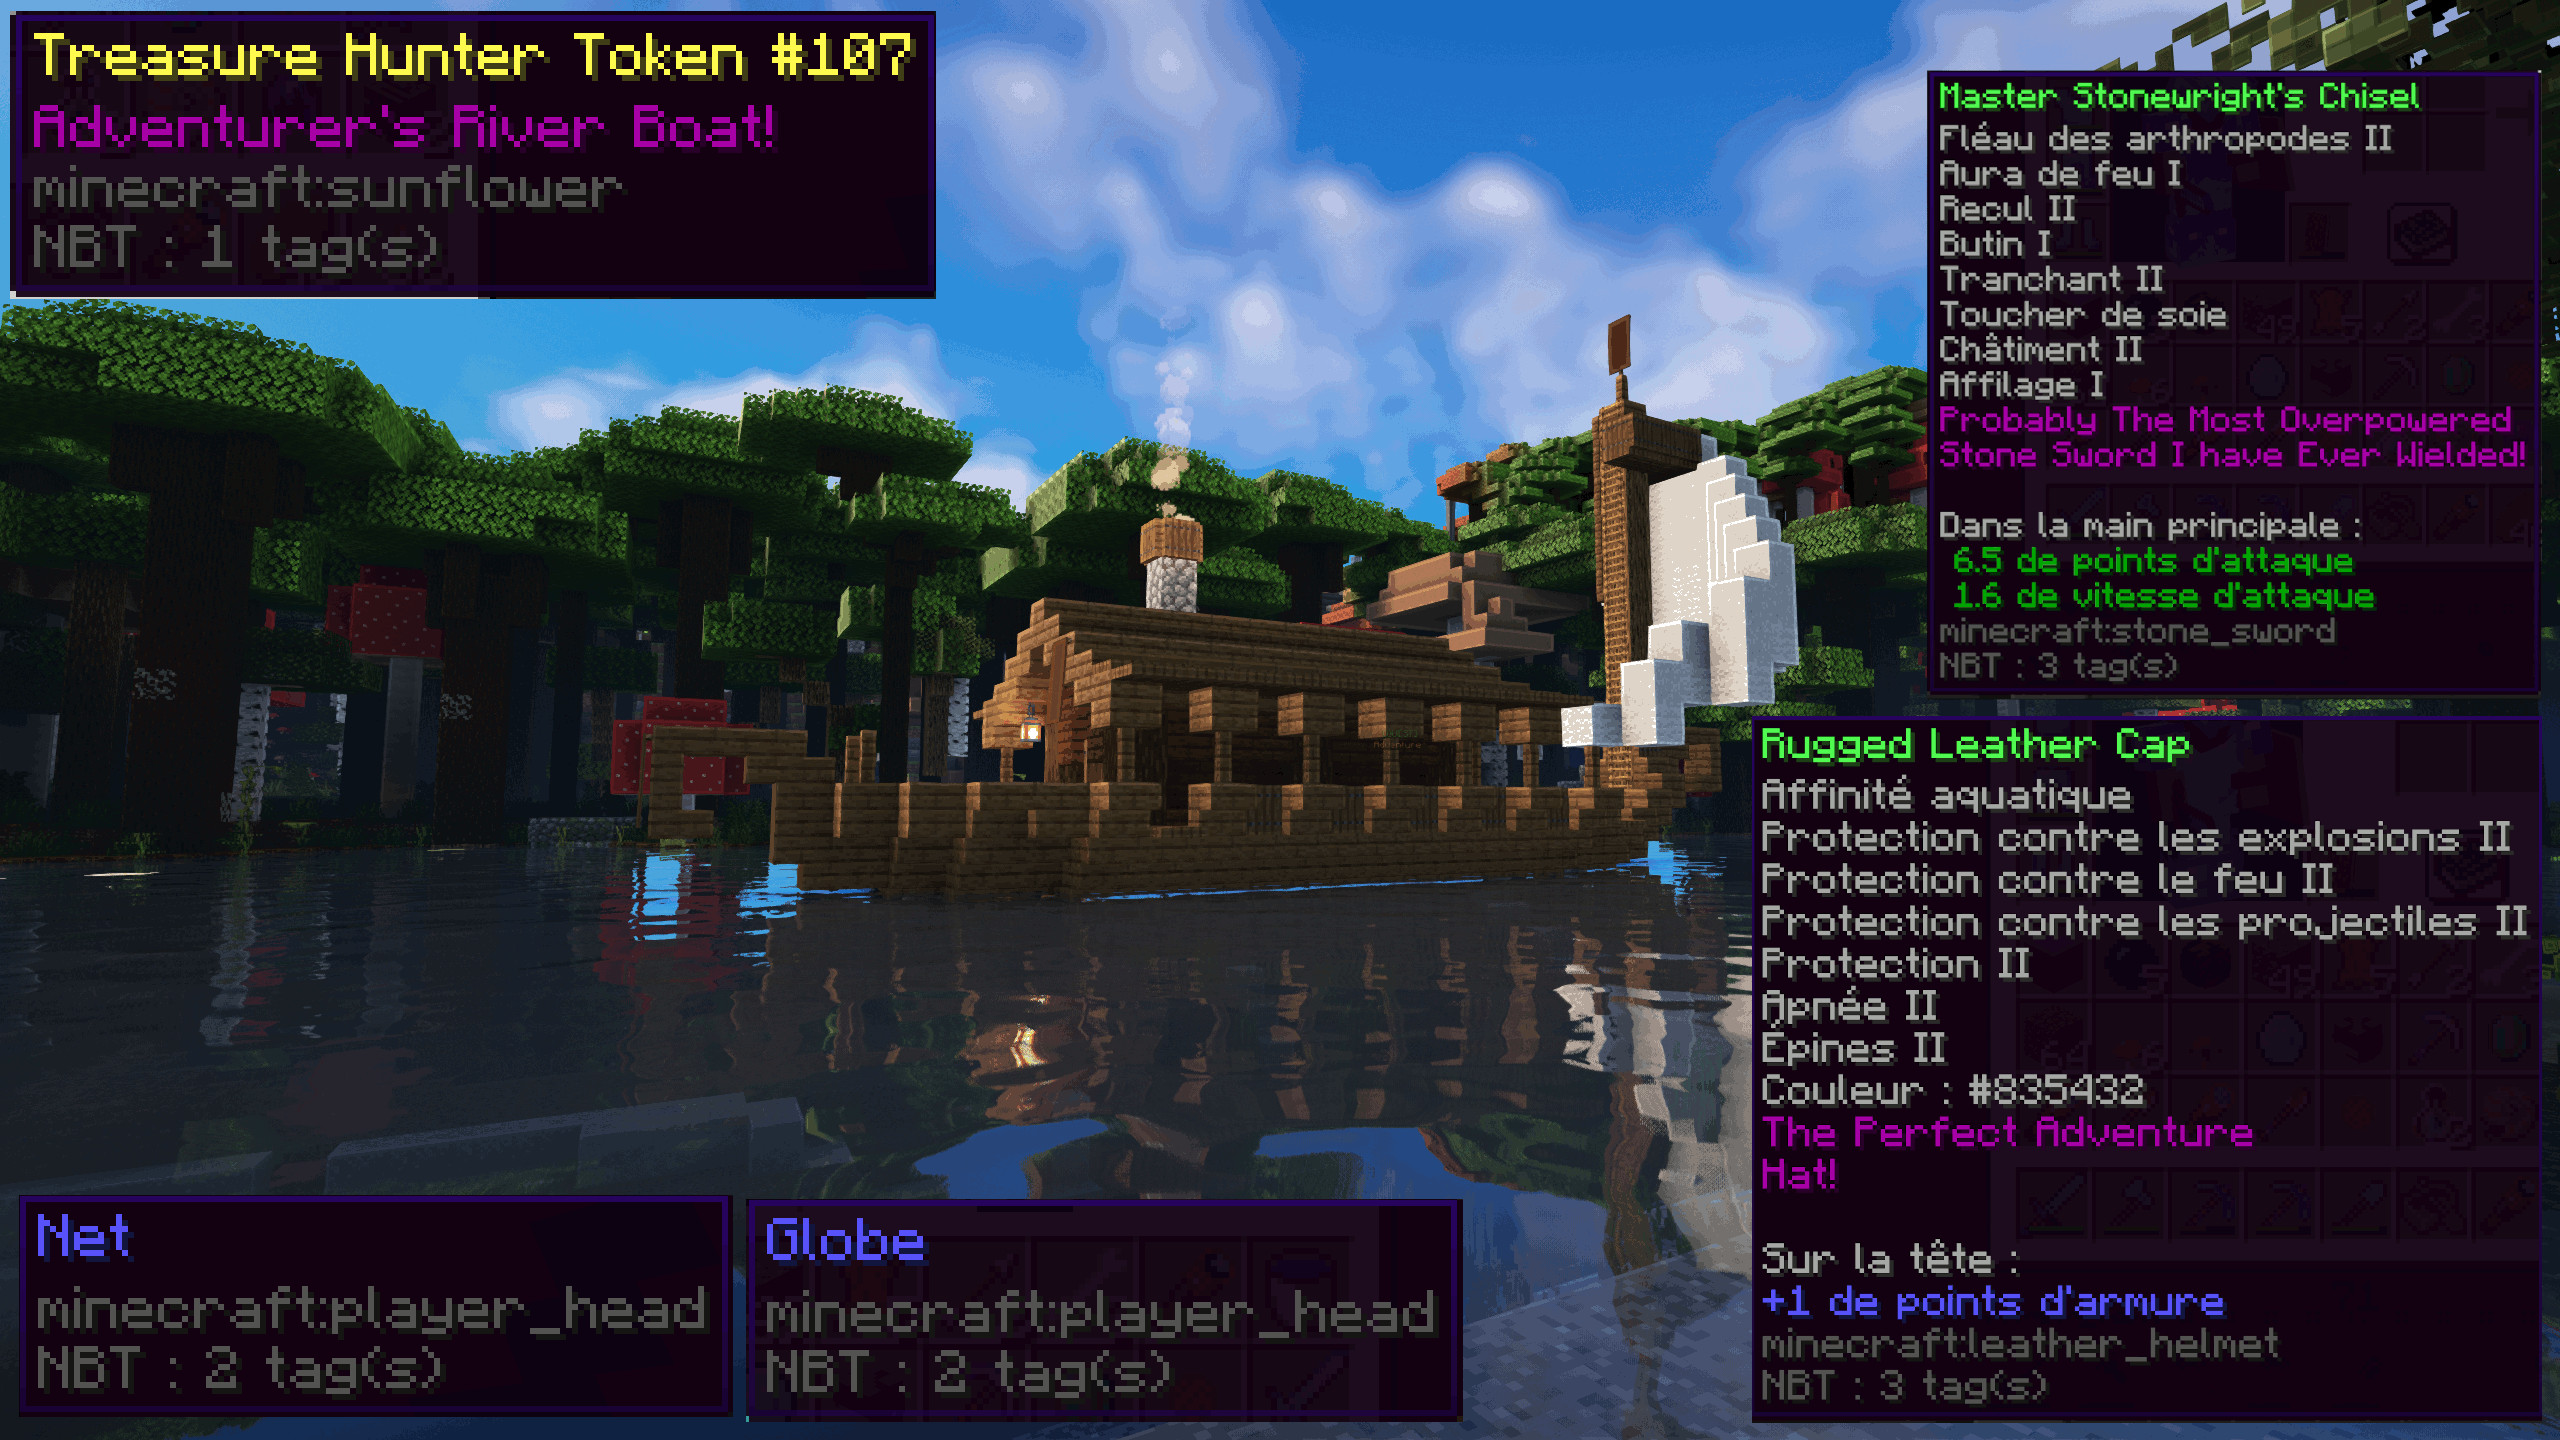 Treasure Hunter Token #107
Adventurer's River Boat!
minecraft:sunflower
NBT : 1 tag(s)
Master Stonewright's Chisel
Fléau des arthropodes II
Aura de feu I
Recul II
Butin I
Tranchant II
Toucher de soie
Châtiment II
Affilage I
Probably The Most Overpowered
Stone Sword I have Ever Wielded!
Dans la main principale :
6.5 de points d'attaque
1.6 de vitesse d'attaque
minecraft:stone_sword
NBT : 3 tag(s)
Adventure
Rugged Leather Cap
Affinité aquatique
Protection contre les explosions II
Protection contre le feu II
Protection contre les projectiles II
Protection II
Apnée II
Épines II
Couleur : #835432
The Perfect Adventure
Hat!
Sur la tête :
+1 de points d'armure
minecraft:leather_helmet
NBT : 3 tag(s)
Net
minecraft:player_head
NBT : 2 tag(s)
Globe
minecraft:player_head
NBT : 2 tag(s)